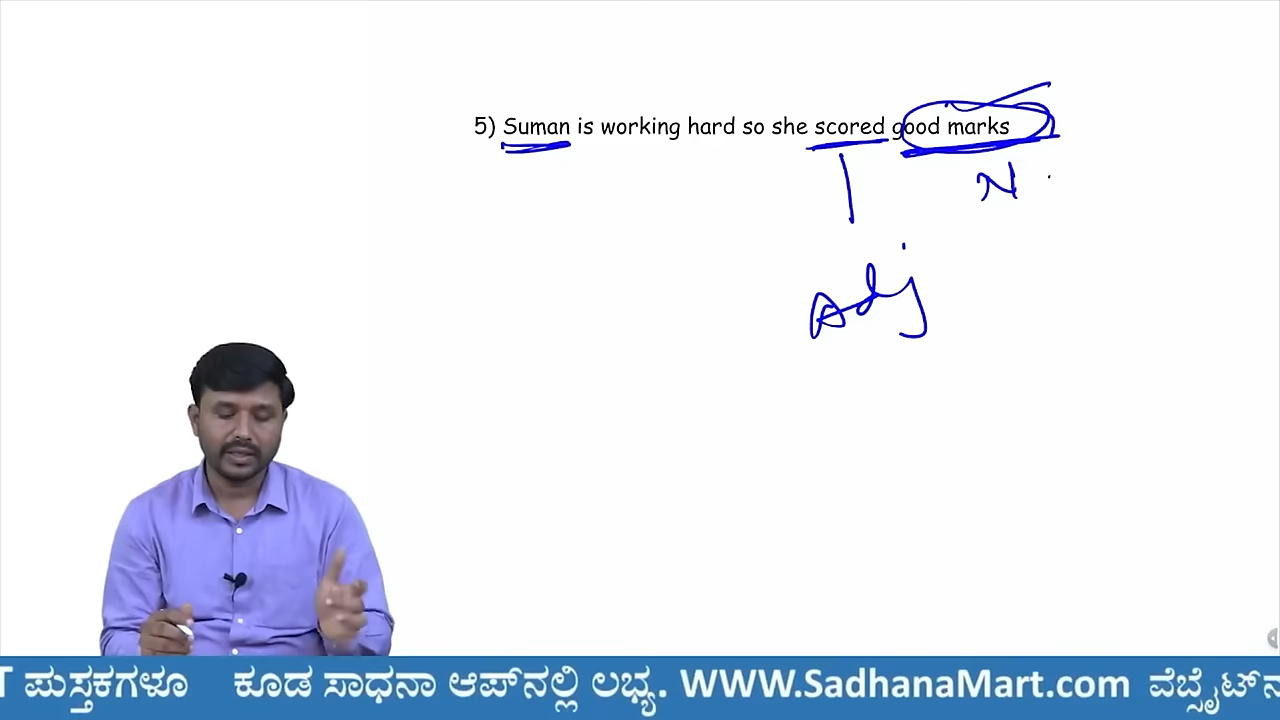 5) Suman is working hard so she scored good marks
N
Adj
T ಪುಸ್ತಕಗಳೂ ಕೂಡ ಸಾಧನಾ ಆಪ್‌ನಲ್ಲಿ ಲಭ್ಯ. WWW.SadhanaMart.com ವೆಬ್ಸೈಟ್‌ನ